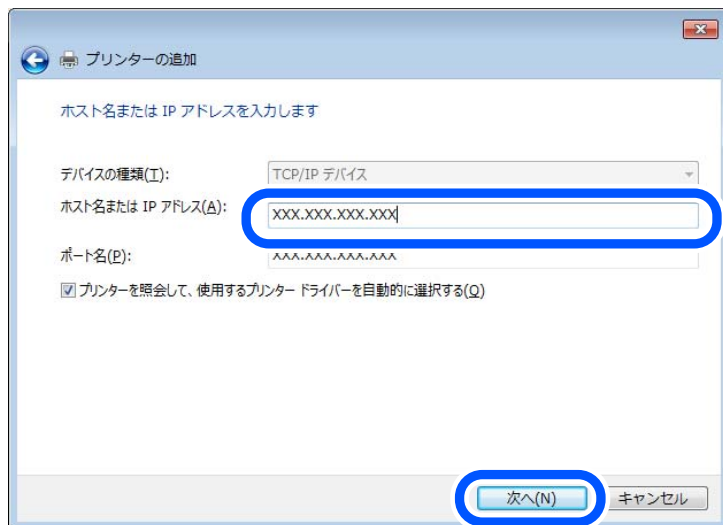 プリンターの追加
ホスト名または IP アドレスを入力します
デバイスの種類(T): TCP/IP デバイス
ホスト名または IP アドレス(A): XXX.XXX.XXX.XXX
ポート名(P): XXX.XXX.XXX.XXX
プリンターを照会して、使用するプリンター ドライバーを自動的に選択する(Q)
次へ(N) キャンセル